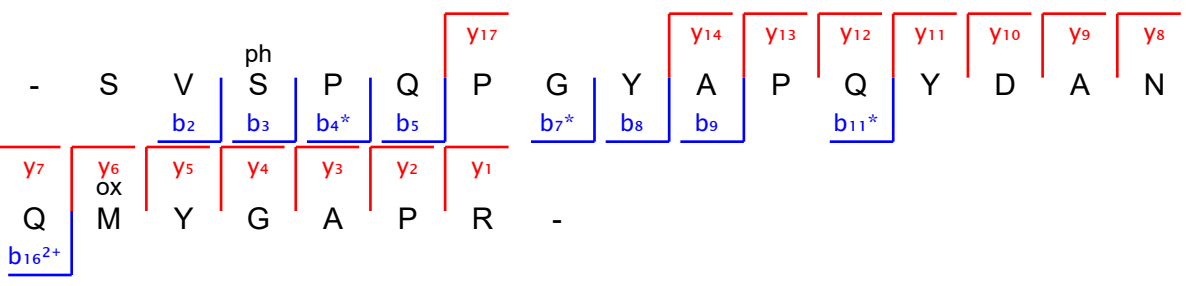 y17 y14 y13 y12 y11 y10 y9 y8
ph
- S V S P Q P G Y A P Q Y D A N
b2 b3 b4* b5 b7* b8 b9 b11*
y7 y6 y5 y4 y3 y2 y1
ox
Q M Y G A P R -
b16²⁺